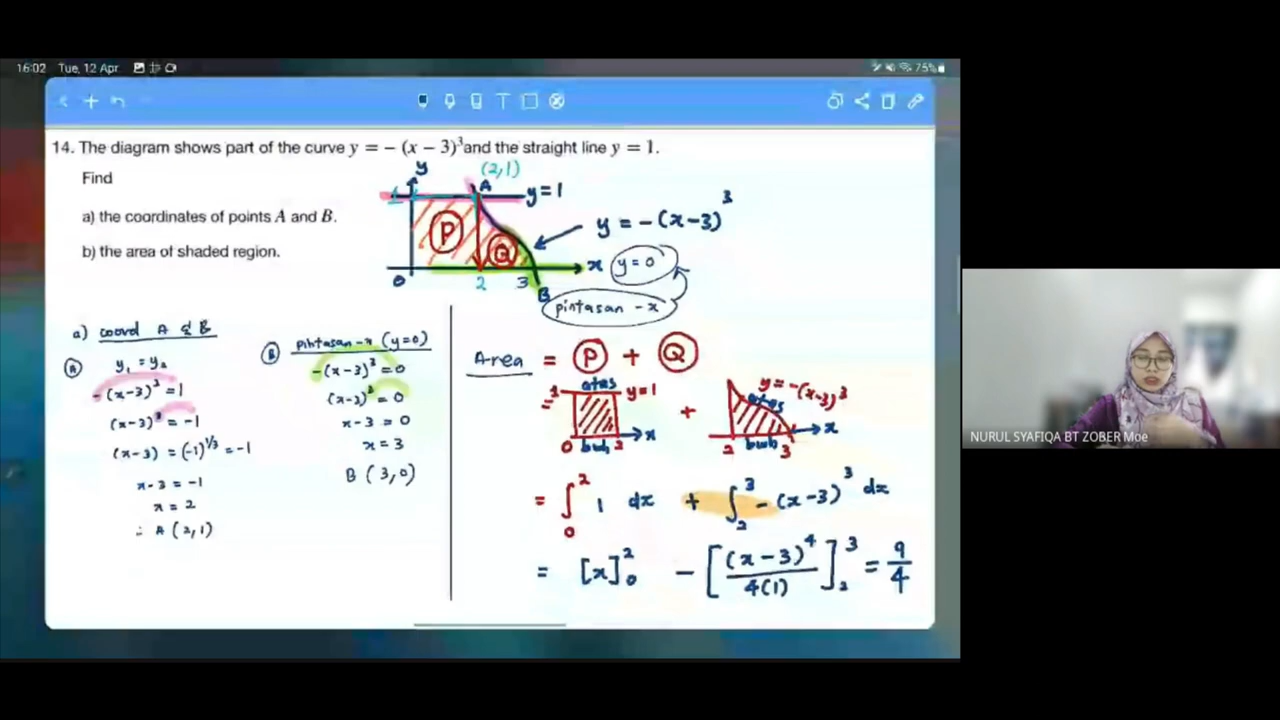 16:02 Tue, 12 Apr 75%
14. The diagram shows part of the curve y = − (x − 3)³and the straight line y = 1.
Find
a) the coordinates of points A and B.
b) the area of shaded region.
y
(2,1)
1
A
y = 1
P
Q
y = -(x-3)³
0
2
3
B
x
y = 0
pintasan -x
a) coord A & B
A
y₁ = y₂
-(x-3)³ = 1
(x-3)³ = -1
(x-3) = (-1)^1/3 = -1
x-3 = -1
x = 2
∴ A (2,1)
B
pintasan-x (y=0)
-(x-3)³ = 0
(x-3)³ = 0
x-3 = 0
x = 3
B (3,0)
Area = P + Q
atas
y = 1
0
bwh
2
x
+
y = -(x-3)³
atas
2
bwh
3
x
= ∫₀² 1 dx + ∫₂³ -(x-3)³ dx
= [x]₀² - [(x-3)⁴/4(1)]₂³ = 9/4
NURUL SYAFIQA BT ZOBER Moe